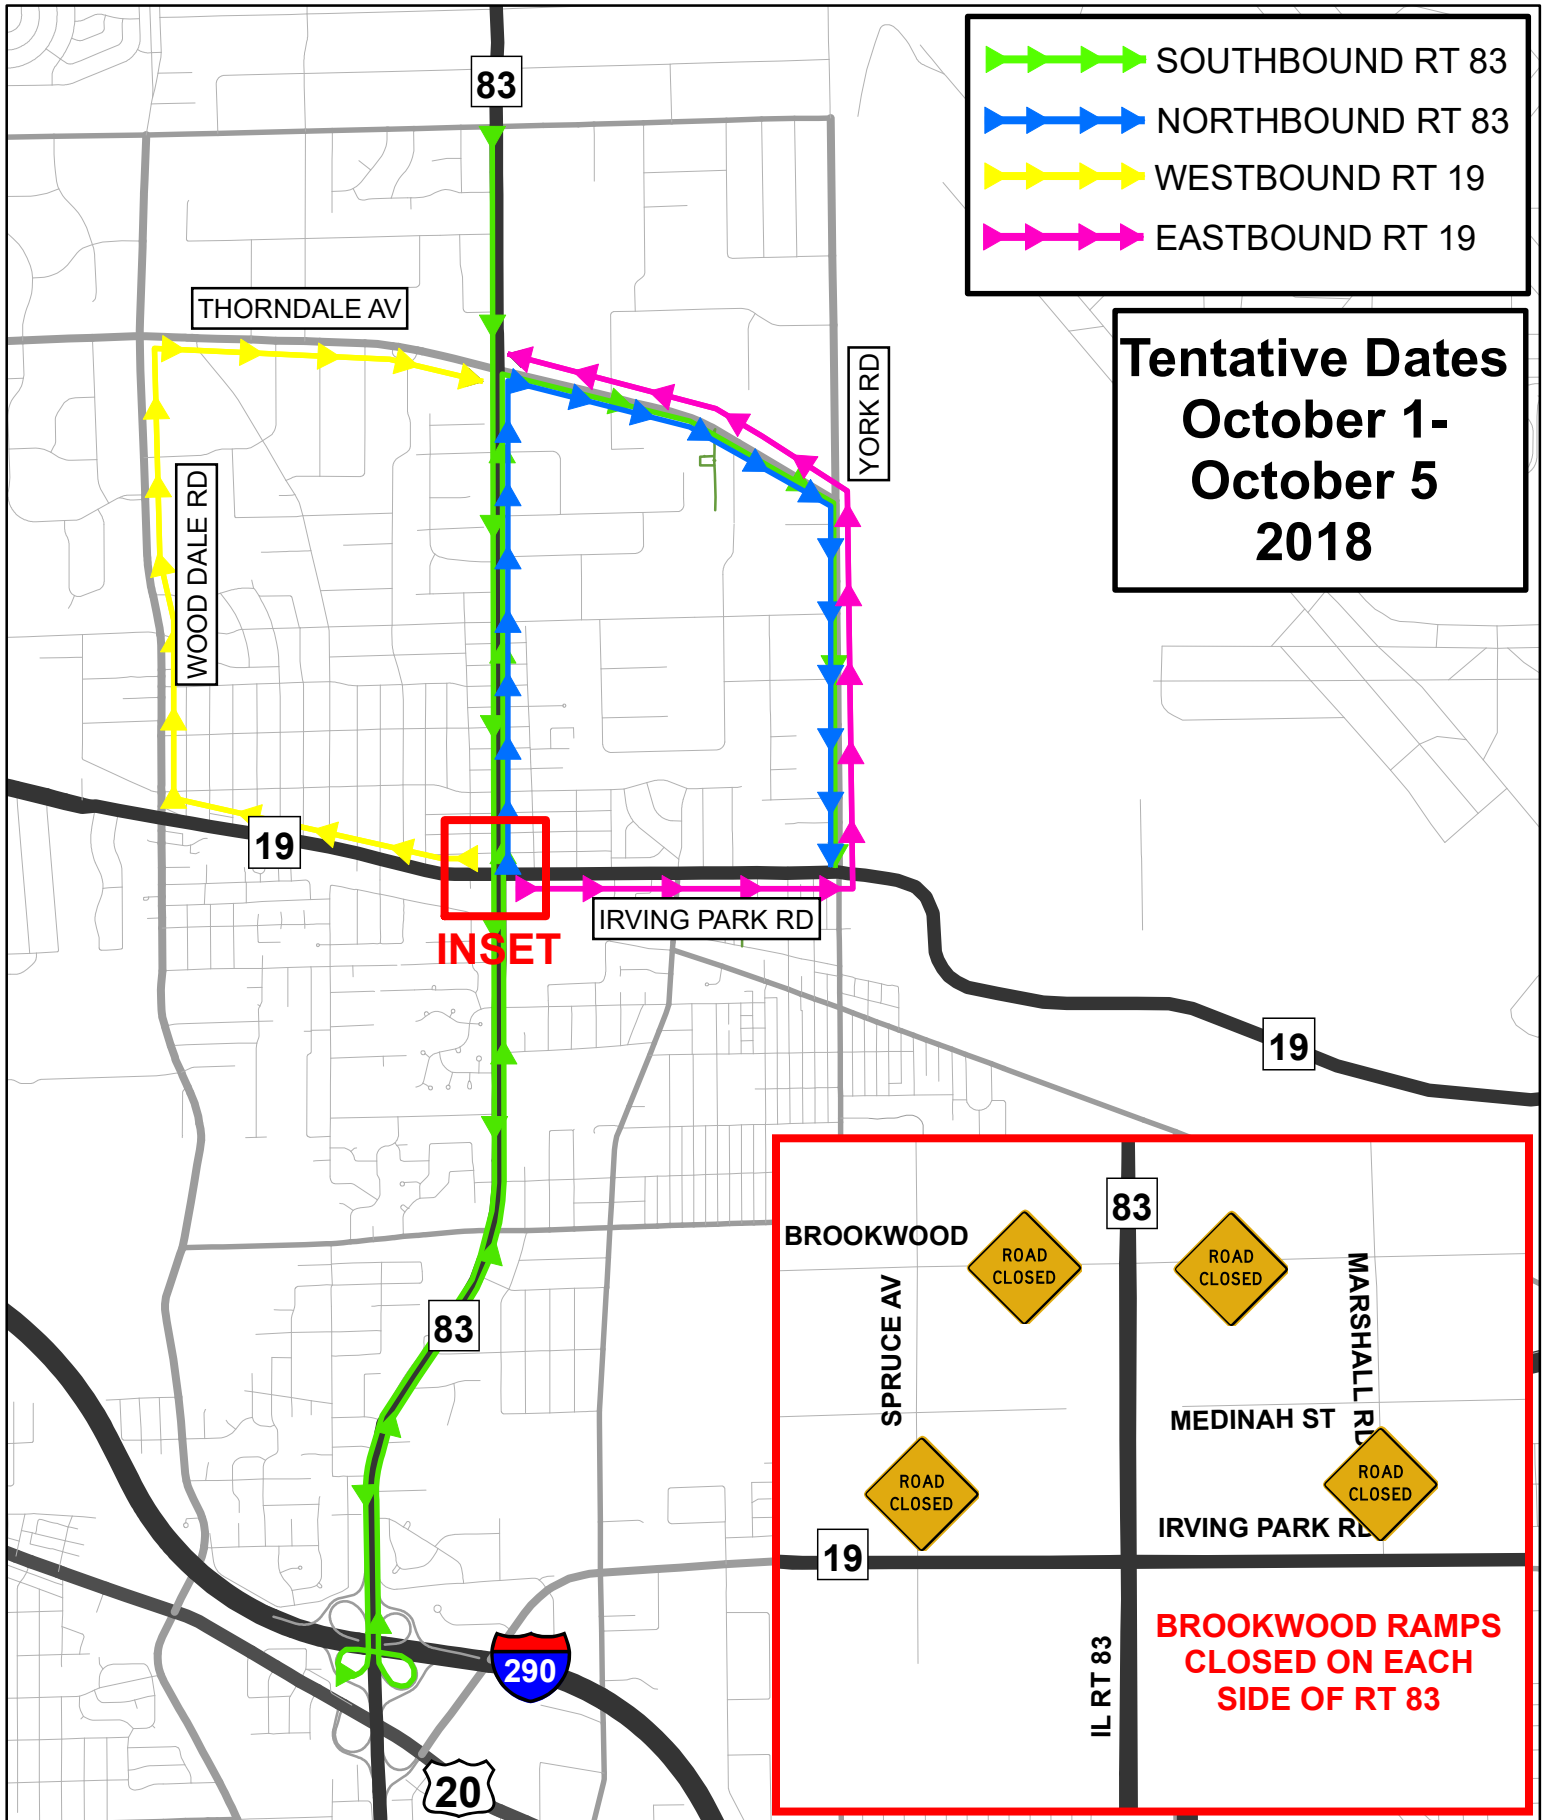 83
SOUTHBOUND RT 83
NORTHBOUND RT 83
WESTBOUND RT 19
EASTBOUND RT 19
THORNDALE AV
Tentative Dates
October 1-
October 5
2018
YORK RD
WOOD DALE RD
19
IRVING PARK RD
INSET
19
83
290
20
83
BROOKWOOD
ROAD
CLOSED
ROAD
CLOSED
SPRUCE AV
MARSHALL RD
MEDINAH ST
ROAD
CLOSED
ROAD
CLOSED
IRVING PARK RD
19
IL RT 83
BROOKWOOD RAMPS
CLOSED ON EACH
SIDE OF RT 83